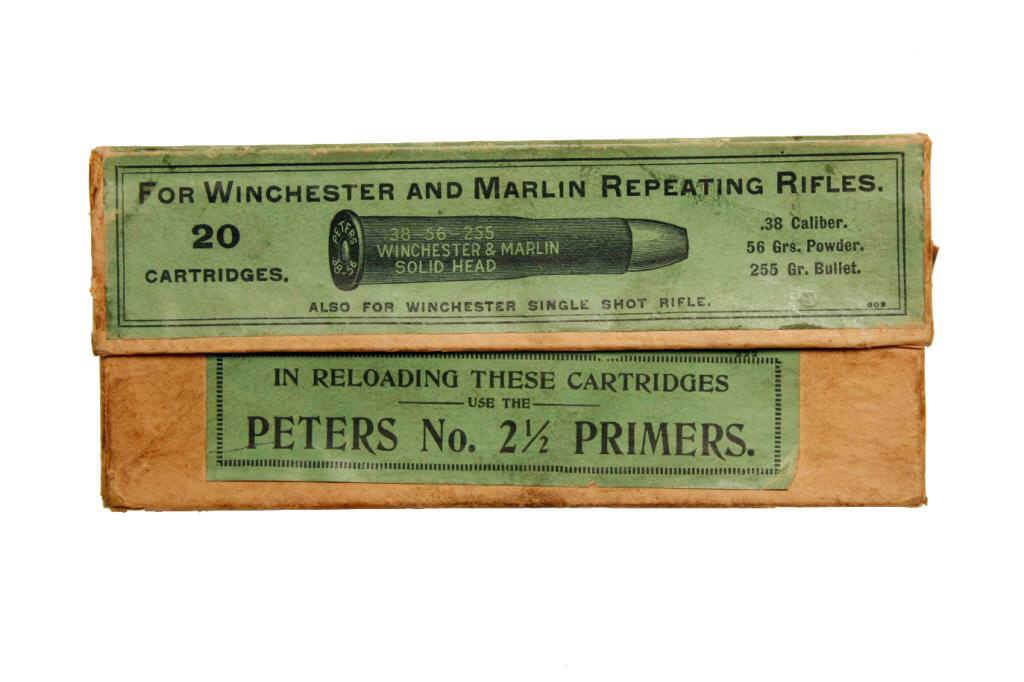 FOR WINCHESTER AND MARLIN REPEATING RIFLES.
20
CARTRIDGES.
PETERS
38-56
.38-56-255
WINCHESTER & MARLIN
SOLID HEAD
.38 Caliber.
56 Grs. Powder.
255 Gr. Bullet.
ALSO FOR WINCHESTER SINGLE SHOT RIFLE.
IN RELOADING THESE CARTRIDGES
USE THE
PETERS No. 2½ PRIMERS.